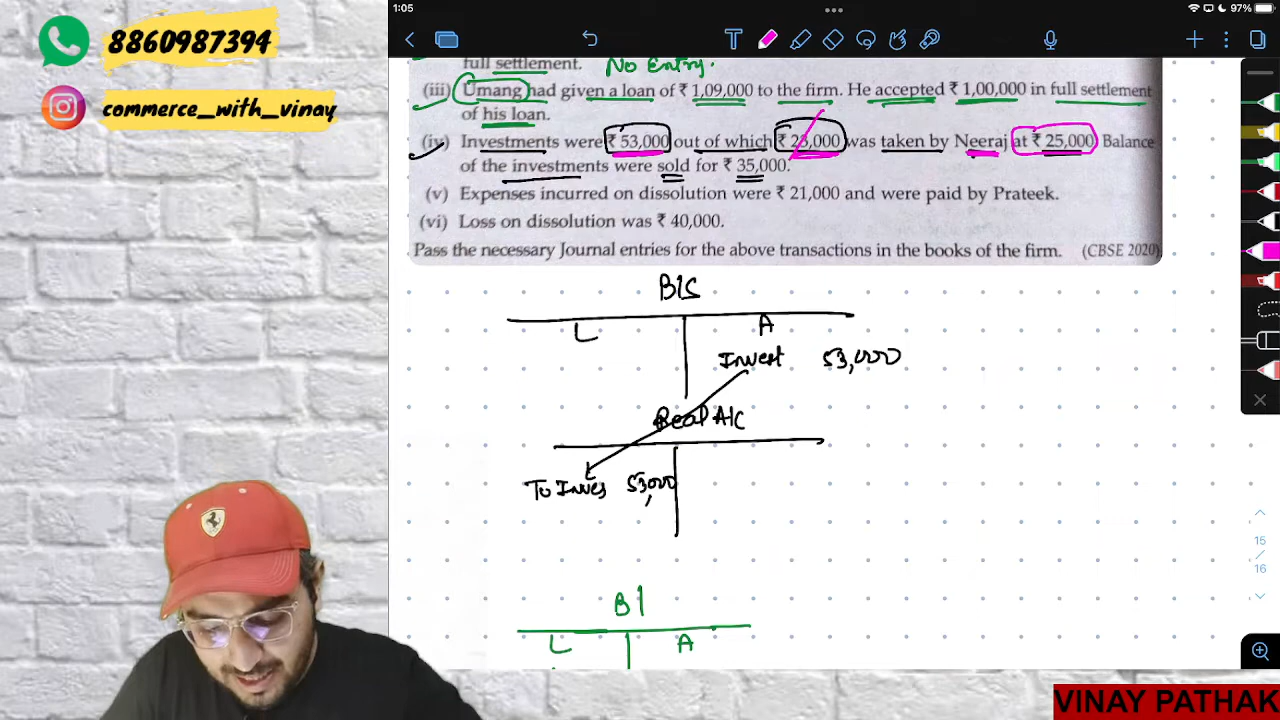 8860987394
commerce_with_vinay
1:05
97%
full settlement. No Entry.
(iii) Umang had given a loan of ₹ 1,09,000 to the firm. He accepted ₹ 1,00,000 in full settlement
of his loan.
(iv) Investments were ₹ 53,000 out of which ₹ 23,000 was taken by Neeraj at ₹ 25,000 Balance
of the investments were sold for ₹ 35,000.
(v) Expenses incurred on dissolution were ₹ 21,000 and were paid by Prateek.
(vi) Loss on dissolution was ₹ 40,000.
Pass the necessary Journal entries for the above transactions in the books of the firm. (CBSE 2020)
B/S
L A
Invest 53,000
Real A/C
To Inves 53,000
B/
L A
15
/
16
VINAY PATHAK